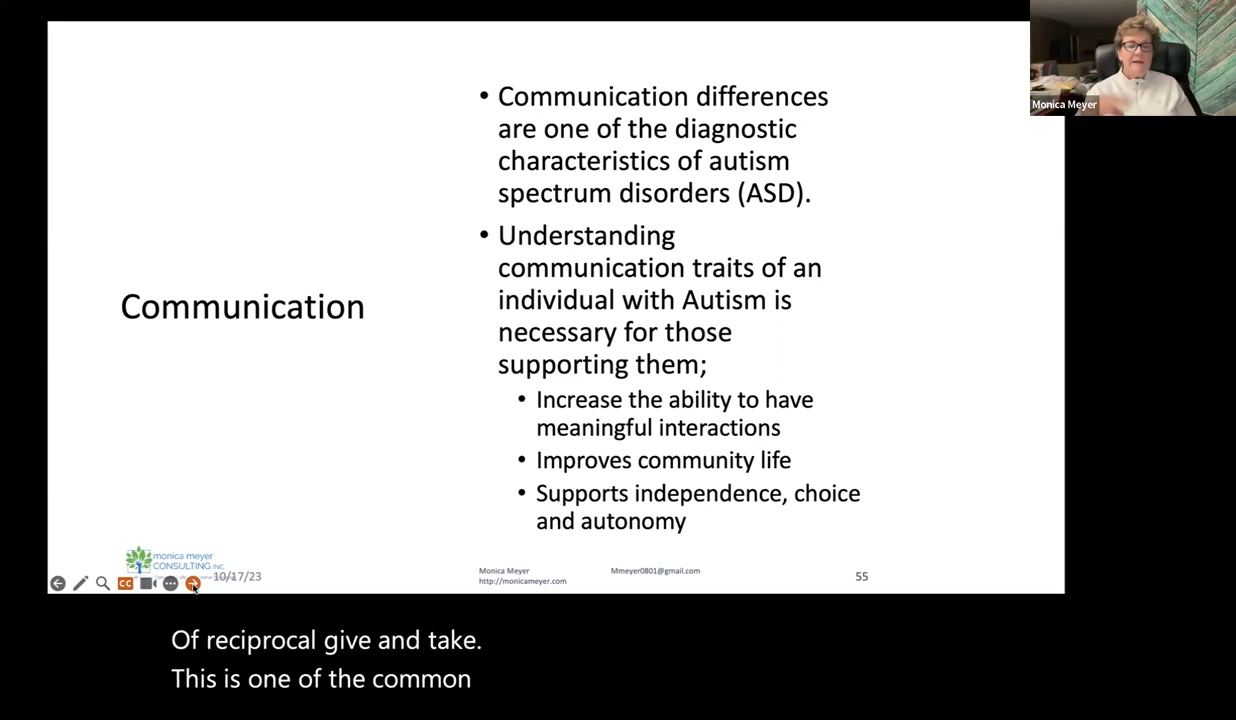 Monica Meyer
• Communication differences
are one of the diagnostic
characteristics of autism
spectrum disorders (ASD).
• Understanding
communication traits of an
individual with Autism is
necessary for those
supporting them;
• Increase the ability to have
meaningful interactions
• Improves community life
• Supports independence, choice
and autonomy
Communication
monica meyer
CONSULTING INC.
CC
10/17/23
Monica Meyer
http://monicameyer.com
Mmeyer0801@gmail.com
55
Of reciprocal give and take.
This is one of the common